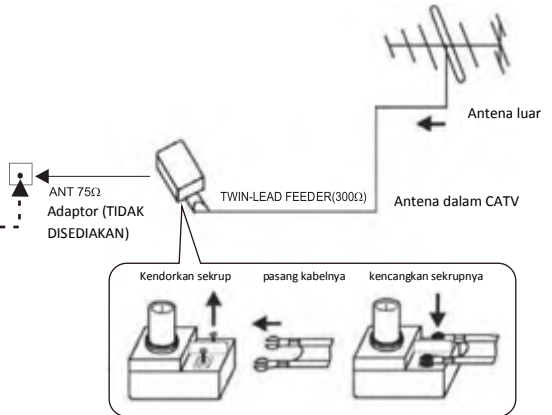 Antena luar
ANT 75Ω
TWIN-LEAD FEEDER(300Ω)
Antena dalam CATV
Adaptor (TIDAK
DISEDIAKAN)
Kendorkan sekrup
pasang kabelnya
kencangkan sekrupnya